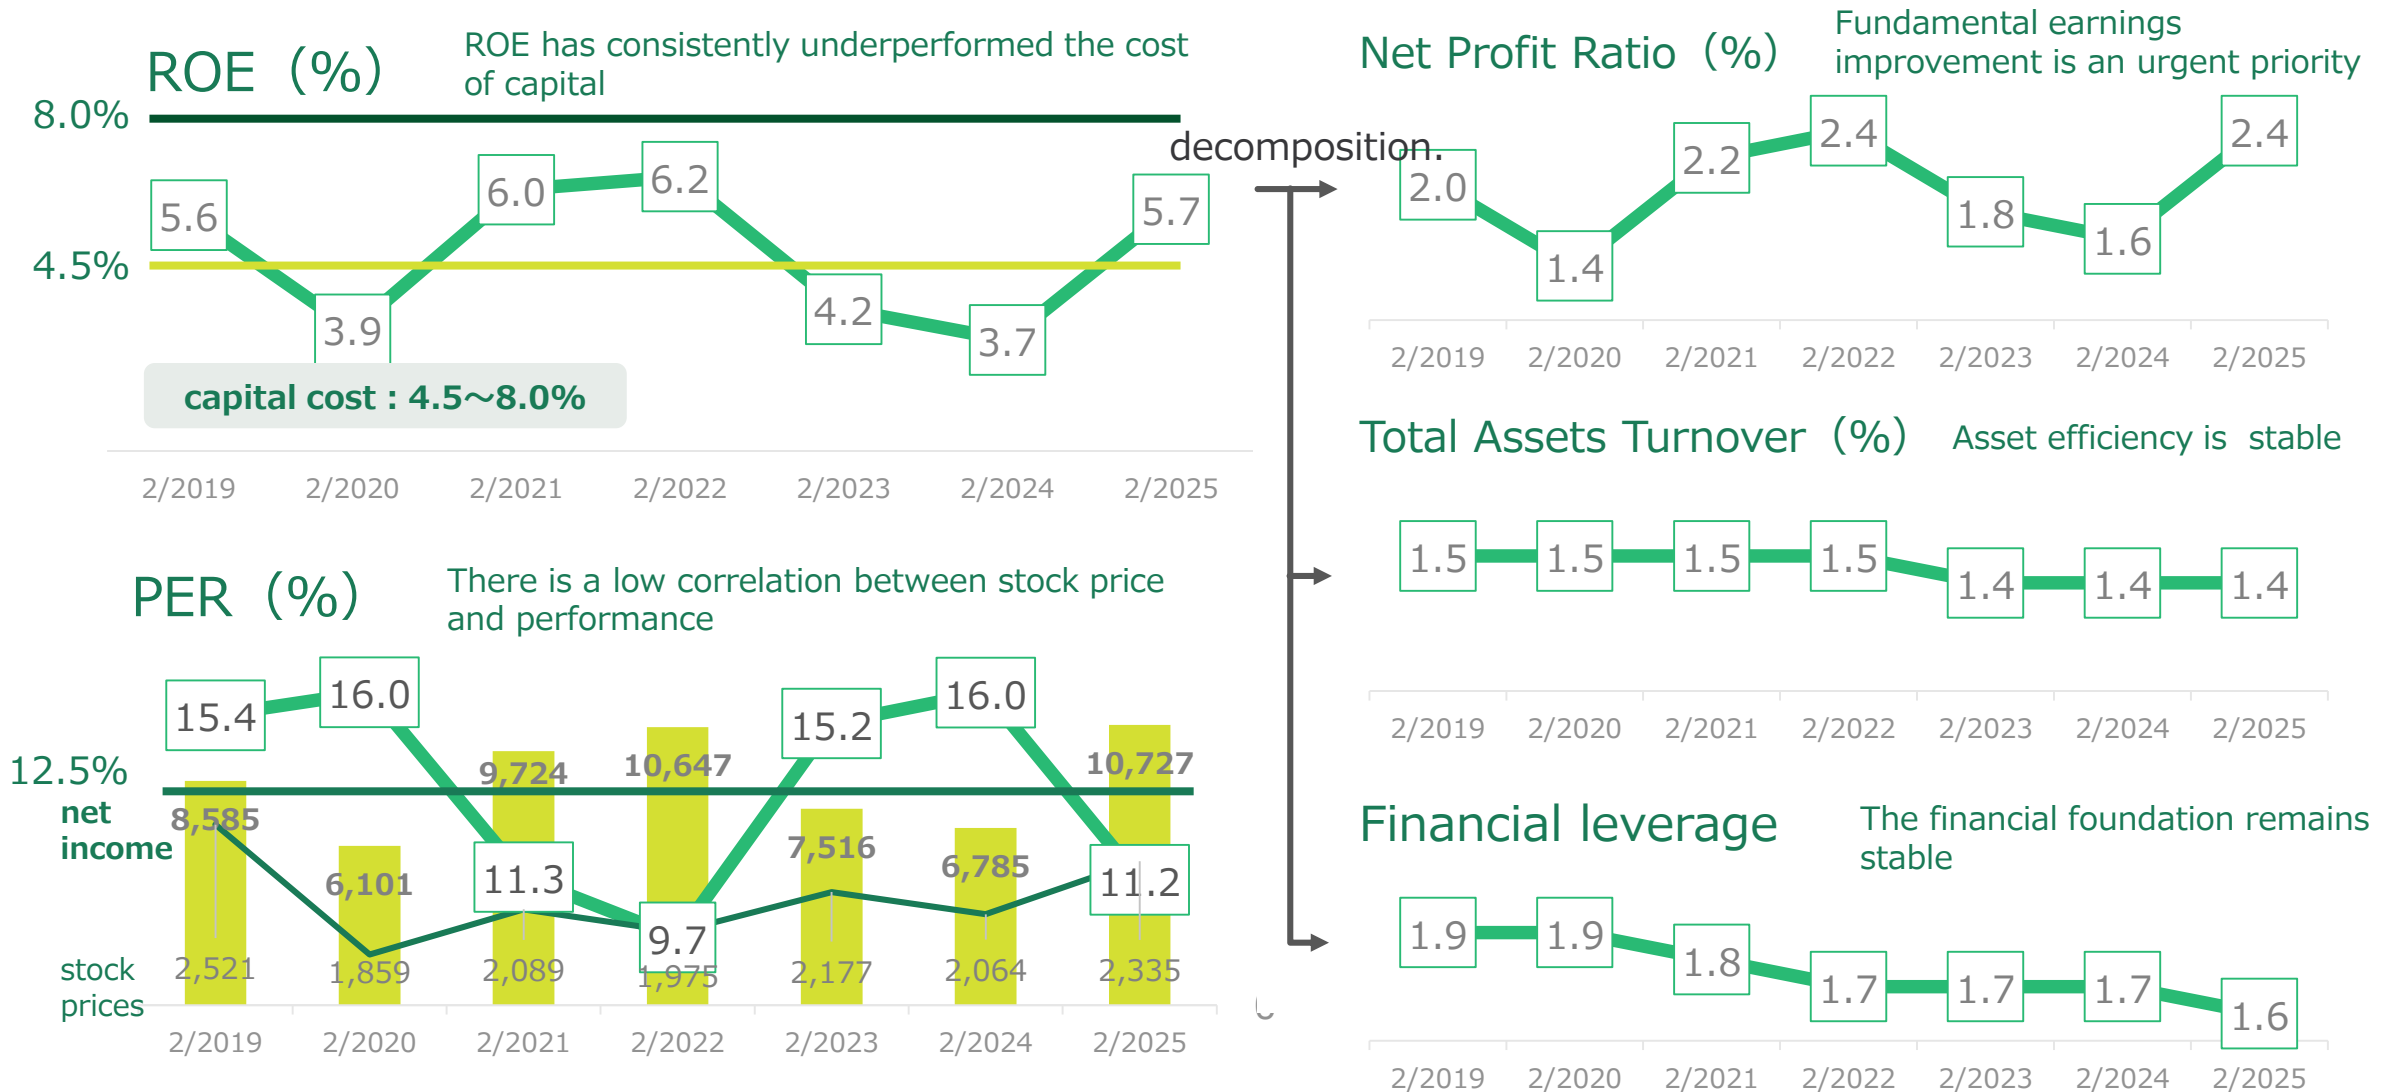 ROE（%）
ROE has consistently underperformed the cost
of capital
8.0%
4.5%
5.6
3.9
6.0
6.2
4.2
3.7
5.7
capital cost : 4.5～8.0%
2/2019 2/2020 2/2021 2/2022 2/2023 2/2024 2/2025
decomposition.
PER（%）
There is a low correlation between stock price
and performance
15.4 16.0 11.3 9.7 15.2 16.0 11.2
12.5%
net
income
8,585 6,101 9,724 10,647 7,516 6,785 10,727
stock
prices
2,521 1,859 2,089 1,975 2,177 2,064 2,335
2/2019 2/2020 2/2021 2/2022 2/2023 2/2024 2/2025
Net Profit Ratio（%）
Fundamental earnings
improvement is an urgent priority
2.0 1.4 2.2 2.4 1.8 1.6 2.4
2/2019 2/2020 2/2021 2/2022 2/2023 2/2024 2/2025
Total Assets Turnover（%）
Asset efficiency is  stable
1.5 1.5 1.5 1.5 1.4 1.4 1.4
2/2019 2/2020 2/2021 2/2022 2/2023 2/2024 2/2025
Financial leverage
The financial foundation remains
stable
1.9 1.9 1.8 1.7 1.7 1.7 1.6
2/2019 2/2020 2/2021 2/2022 2/2023 2/2024 2/2025